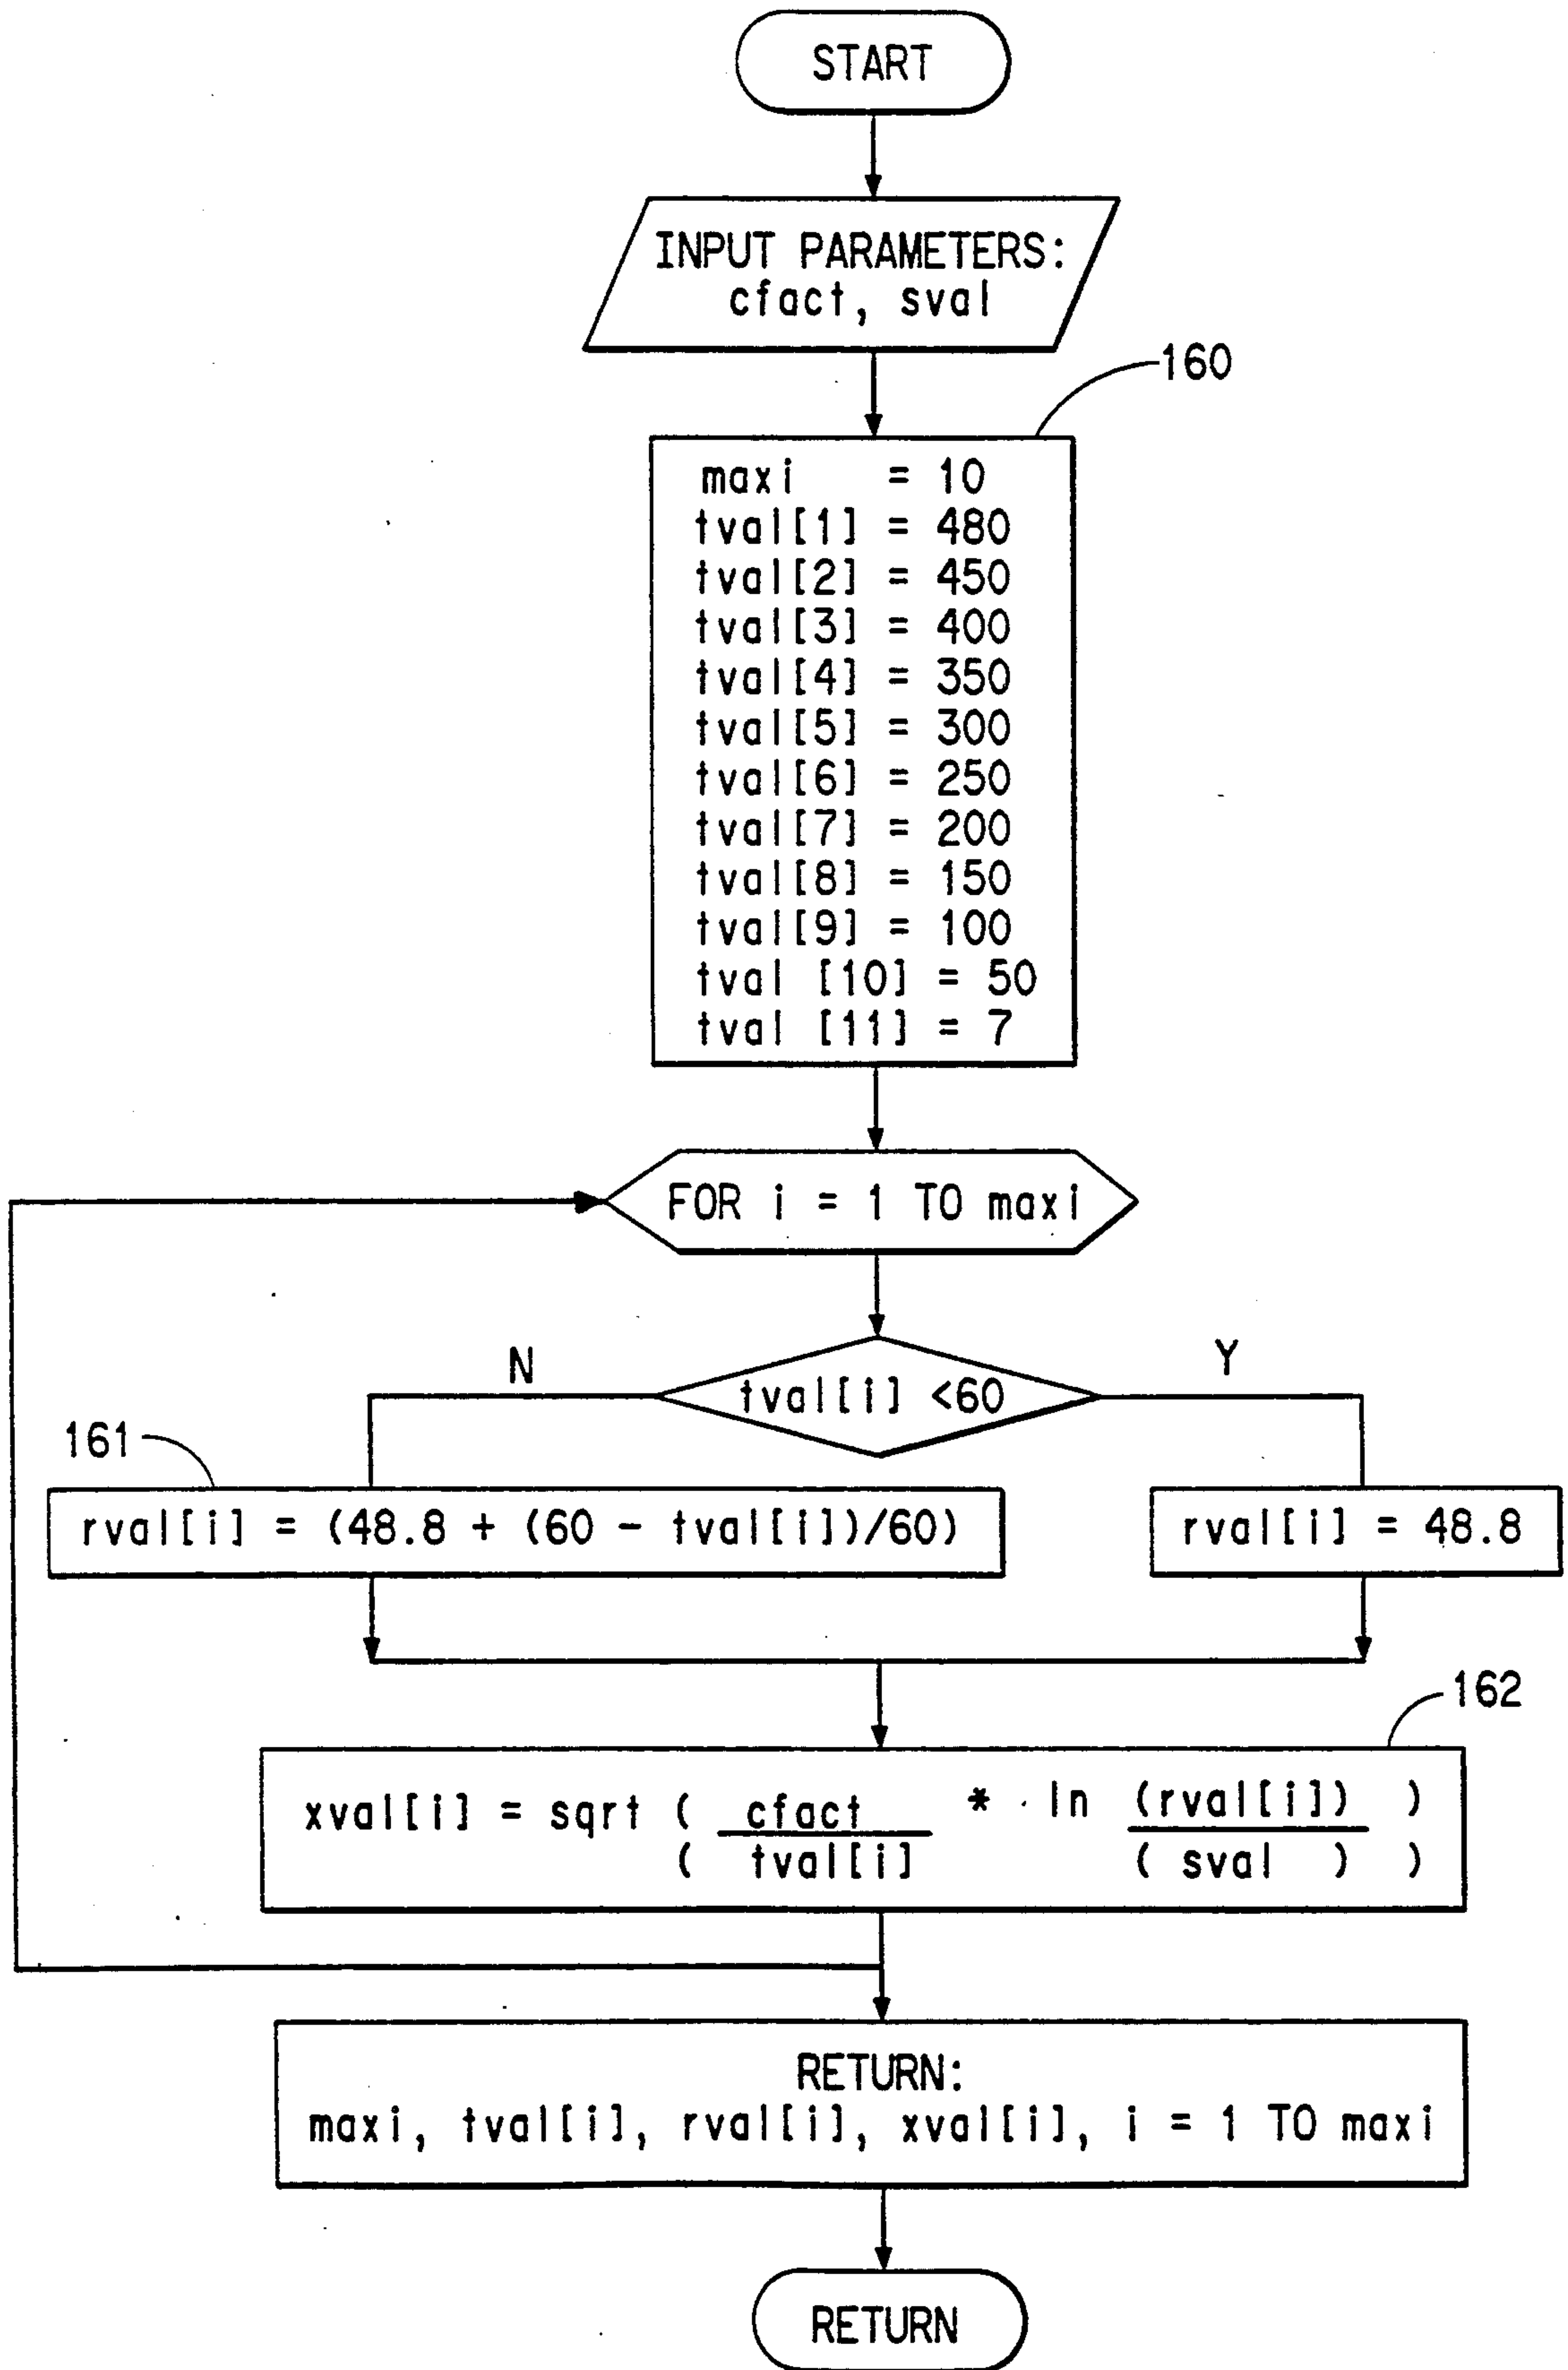 START
INPUT PARAMETERS:
cfact, sval
160
maxi = 10
tval[1] = 480
tval[2] = 450
tval[3] = 400
tval[4] = 350
tval[5] = 300
tval[6] = 250
tval[7] = 200
tval[8] = 150
tval[9] = 100
tval [10] = 50
tval [11] = 7
FOR i = 1 TO maxi
N
tval[i] <60
Y
161
rval[i] = (48.8 + (60 - tval[i])/60)
rval[i] = 48.8
162
xval[i] = sqrt ( cfact * ln (rval[i]) )
( tval[i] ( sval ) )
RETURN:
maxi, tval[i], rval[i], xval[i], i = 1 TO maxi
RETURN